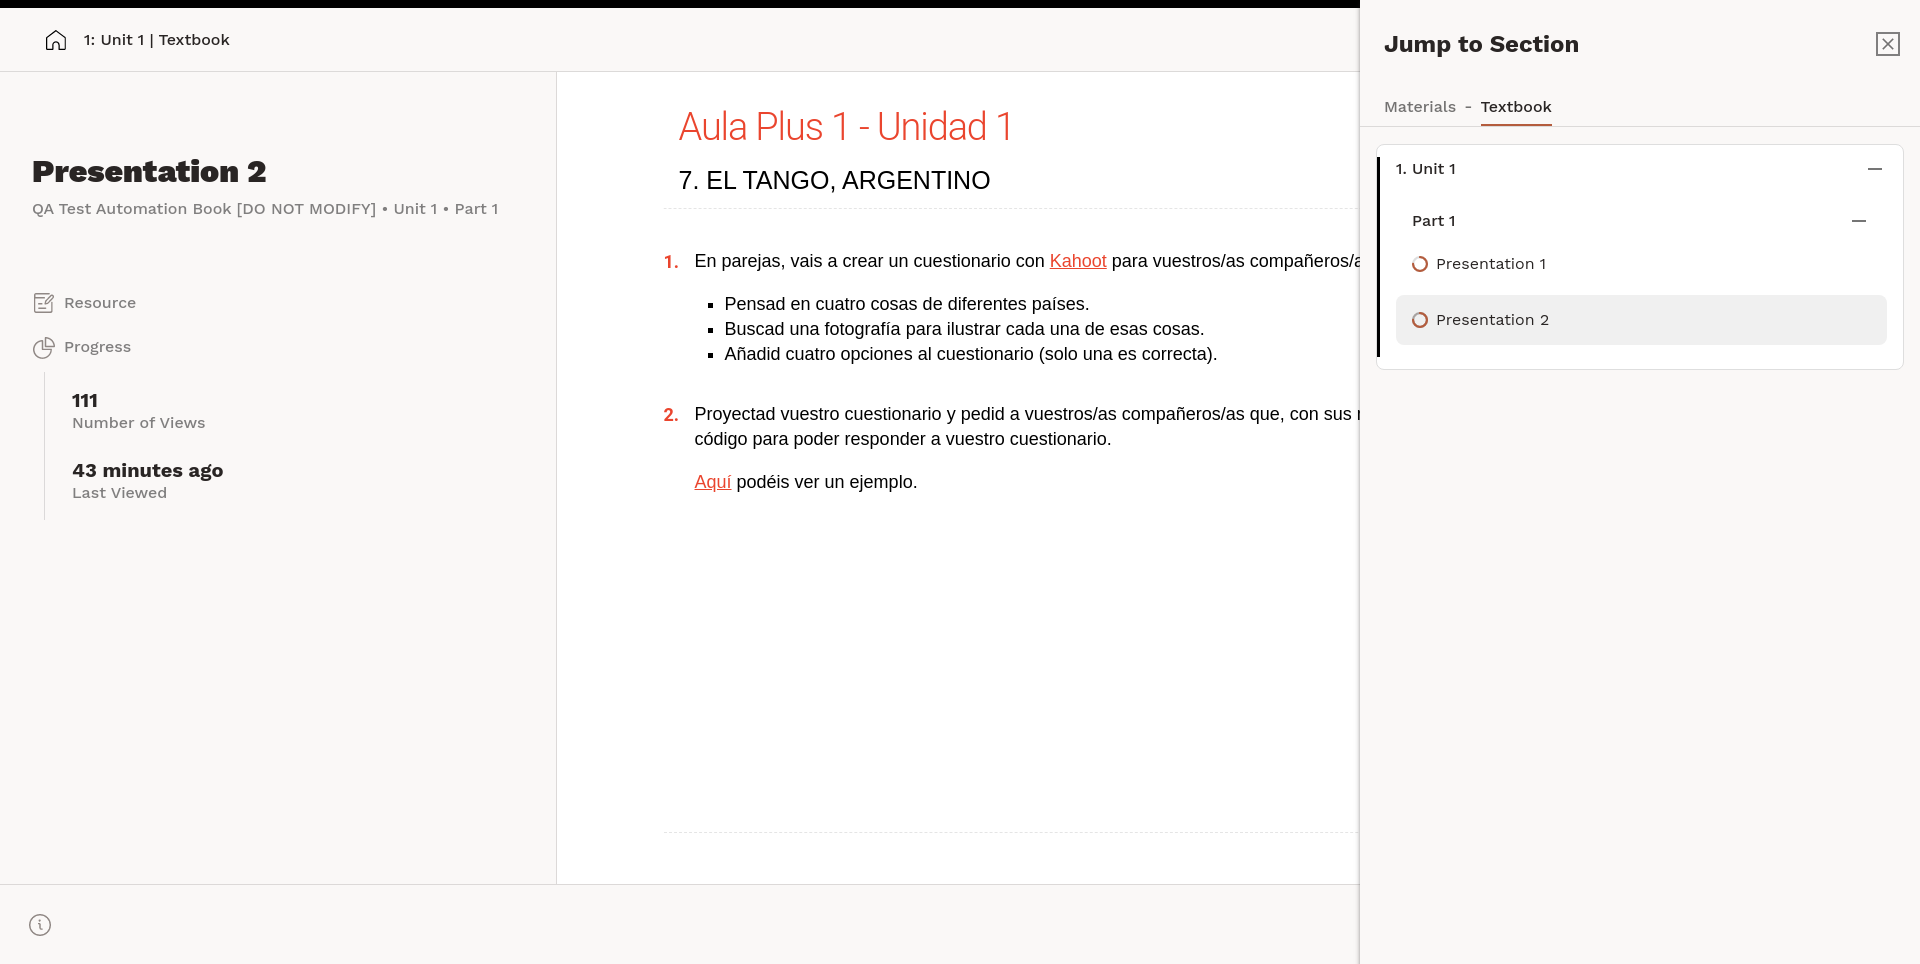 1: Unit 1 | Textbook
Presentation 2
QA Test Automation Book [DO NOT MODIFY] • Unit 1 • Part 1
Resource
Progress
111
Number of Views
43 minutes ago
Last Viewed
Aula Plus 1 - Unidad 1
7. EL TANGO, ARGENTINO
1. En parejas, vais a crear un cuestionario con Kahoot para vuestros/as compañeros/a
▪ Pensad en cuatro cosas de diferentes países.
▪ Buscad una fotografía para ilustrar cada una de esas cosas.
▪ Añadid cuatro opciones al cuestionario (solo una es correcta).
2. Proyectad vuestro cuestionario y pedid a vuestros/as compañeros/as que, con sus
código para poder responder a vuestro cuestionario.
Aquí podéis ver un ejemplo.
Jump to Section
Materials - Textbook
1. Unit 1
Part 1
Presentation 1
Presentation 2